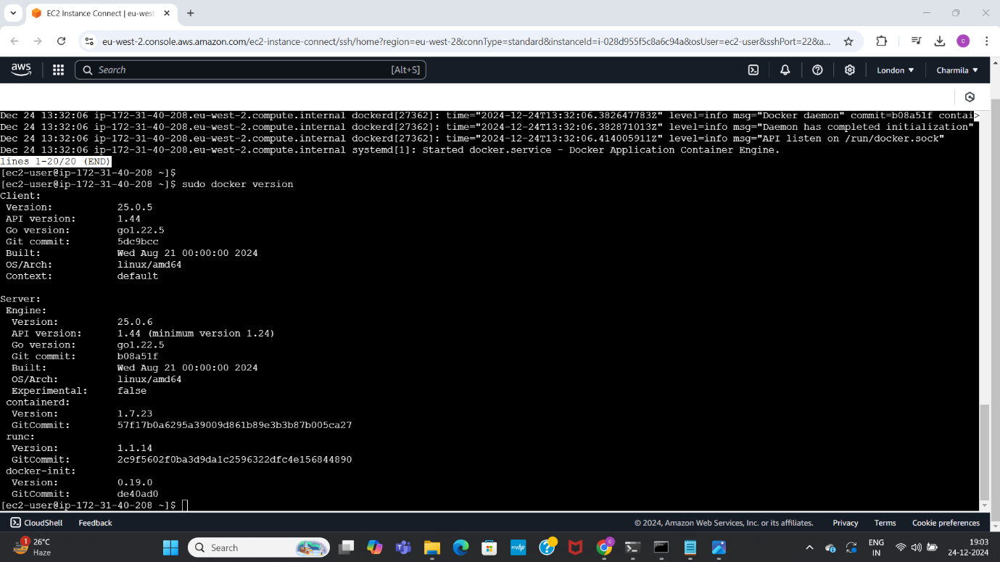 EC2 Instance Connect | eu-west
eu-west-2.console.aws.amazon.com/ec2-instance-connect/ssh/home?region=eu-west-2&connType=standard&instanceId=i-028d955f5c8a6c94a&osUser=ec2-user&sshPort=22&a...
C
aws
Search [Alt+S]
London
Charmila
Dec 24 13:32:06 ip-172-31-40-208.eu-west-2.compute.internal dockerd[27362]: time="2024-12-24T13:32:06.382647783Z" level=info msg="Docker daemon" commit=b08a51f contai>
Dec 24 13:32:06 ip-172-31-40-208.eu-west-2.compute.internal dockerd[27362]: time="2024-12-24T13:32:06.382871013Z" level=info msg="Daemon has completed initialization"
Dec 24 13:32:06 ip-172-31-40-208.eu-west-2.compute.internal dockerd[27362]: time="2024-12-24T13:32:06.414005911Z" level=info msg="API listen on /run/docker.sock"
Dec 24 13:32:06 ip-172-31-40-208.eu-west-2.compute.internal systemd[1]: Started docker.service - Docker Application Container Engine.
lines 1-20/20 (END)
[ec2-user@ip-172-31-40-208 ~]$
[ec2-user@ip-172-31-40-208 ~]$ sudo docker version
Client:
Version: 25.0.5
API version: 1.44
Go version: go1.22.5
Git commit: 5dc9bcc
Built: Wed Aug 21 00:00:00 2024
OS/Arch: linux/amd64
Context: default
Server:
Engine:
Version: 25.0.6
API version: 1.44 (minimum version 1.24)
Go version: go1.22.5
Git commit: b08a51f
Built: Wed Aug 21 00:00:00 2024
OS/Arch: linux/amd64
Experimental: false
containerd:
Version: 1.7.23
GitCommit: 57f17b0a6295a39009d861b89e3b3b87b005ca27
runc:
Version: 1.1.14
GitCommit: 2c9f5602f0ba3d9da1c2596322dfc4e156844890
docker-init:
Version: 0.19.0
GitCommit: de40ad0
[ec2-user@ip-172-31-40-208 ~]$
CloudShell Feedback
© 2024, Amazon Web Services, Inc. or its affiliates. Privacy Terms Cookie preferences
1
26°C
Haze
Search
myhp
ENG
IN
19:03
24-12-2024